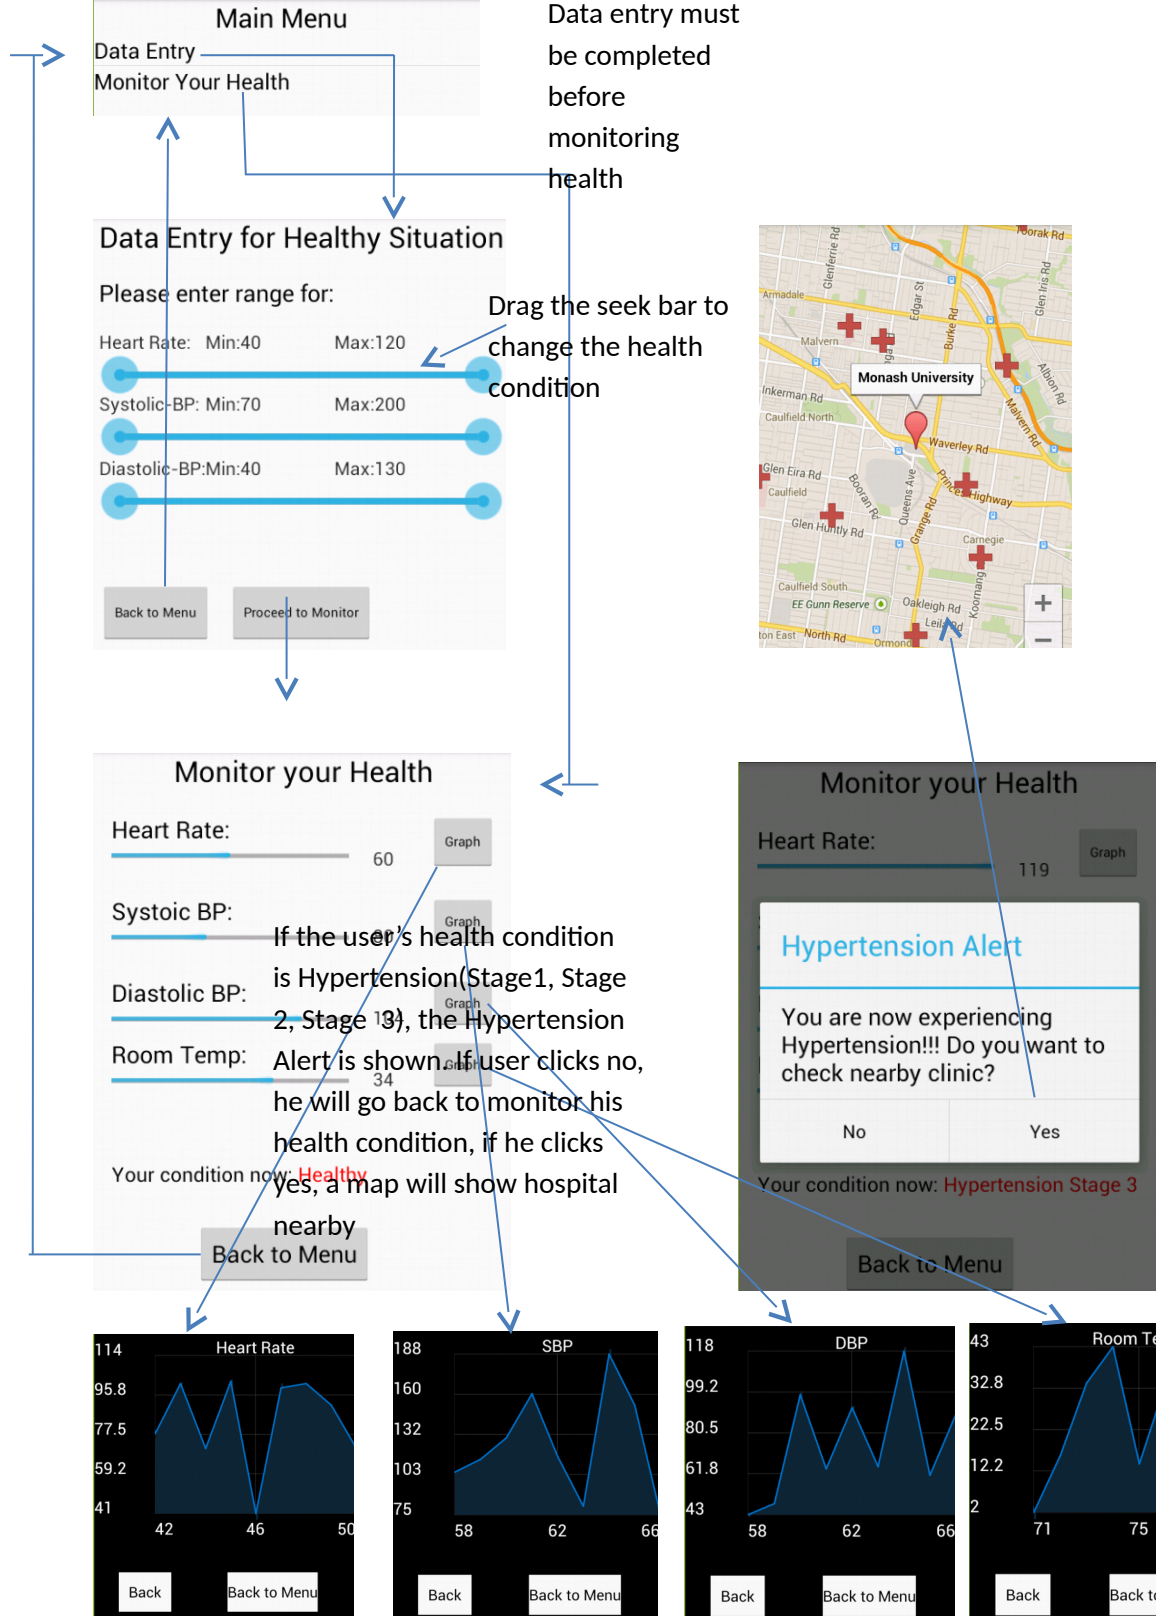 Main Menu
Data Entry
Monitor Your Health
Data entry must
be completed
before
monitoring
health
Data Entry for Healthy Situation
Please enter range for:
Heart Rate: Min:40 Max:120
Systolic-BP: Min:70 Max:200
Diastolic-BP:Min:40 Max:130
Back to Menu
Proceed to Monitor
Drag the seek bar to
change the health
condition
Toorak Rd
Glenferrie Rd
Glen Iris Rd
Edgar St
Armadale
Burke Rd
Malvern
Albion Rd
Monash University
Inkerman Rd
Malvern Rd
Caulfield North
Waverley Rd
Glen Eira Rd
Caulfield
Booran Rd
Queens Ave
Princes Highway
Grange Rd
Glen Huntly Rd
Carnegie
Koornang
Caulfield South
EE Gunn Reserve
Oakleigh Rd
Leila Rd
ton East
North Rd
Ormond
+
−
Monitor your Health
Heart Rate:
60
Graph
Systoic BP:
Graph
Diastolic BP:
Graph
Room Temp:
34
Graph
Your condition now: Healthy
Back to Menu
If the user’s health condition
is Hypertension(Stage1, Stage
2, Stage 3), the Hypertension
Alert is shown. If user clicks no,
he will go back to monitor his
health condition, if he clicks
yes, a map will show hospital
nearby
Monitor your Health
Heart Rate:
119
Graph
Hypertension Alert
You are now experiencing
Hypertension!!! Do you want to
check nearby clinic?
No
Yes
Your condition now: Hypertension Stage 3
Back to Menu
Heart Rate
114
95.8
77.5
59.2
41
42 46 50
Back
Back to Menu
SBP
188
160
132
103
75
58 62 66
Back
Back to Menu
DBP
118
99.2
80.5
61.8
43
58 62 66
Back
Back to Menu
Room Te
43
32.8
22.5
12.2
2
71 75
Back
Back to